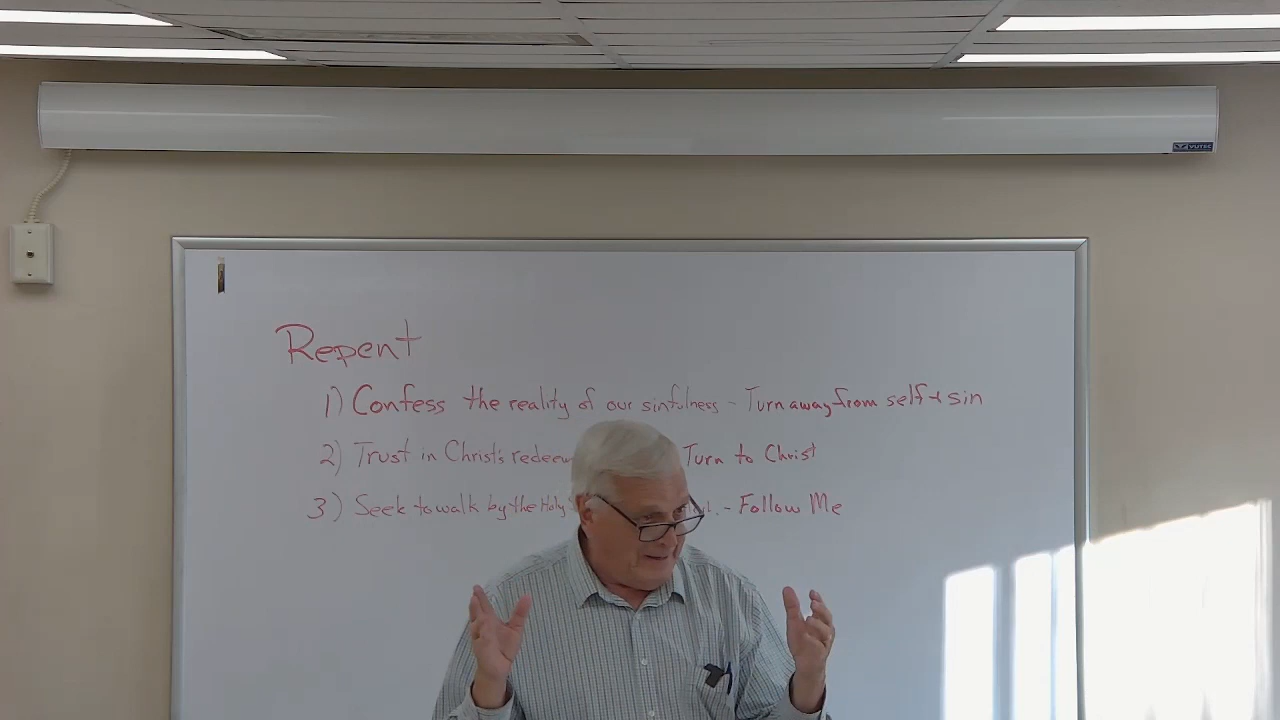 VUTEC
Repent
1) Confess the reality of our sinfulness - Turn away from self + sin
2) Trust in Christ's Turn to Christ
3) Seek to walk by the Holy - Follow Me